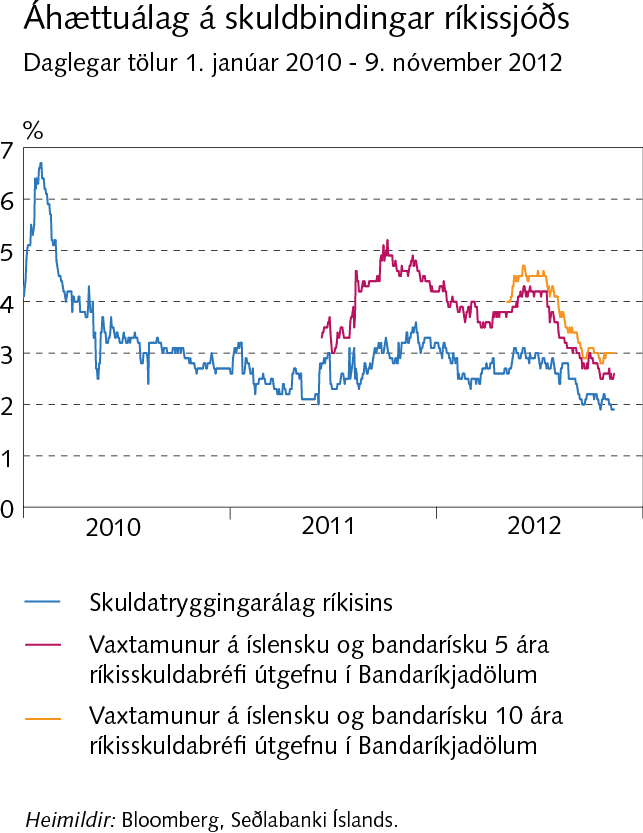 Áhættuálag á skuldbindingar ríkissjóðs
Daglegar tölur 1. janúar 2010 - 9. nóvember 2012
%
7
6
5
4
3
2
1
0
2010 2011 2012
Skuldatryggingarálag ríkisins
Vaxtamunur á íslensku og bandarísku 5 ára
ríkisskuldabréfi útgefnu í Bandaríkjadölum
Vaxtamunur á íslensku og bandarísku 10 ára
ríkisskuldabréfi útgefnu í Bandaríkjadölum
Heimildir: Bloomberg, Seðlabanki Íslands.